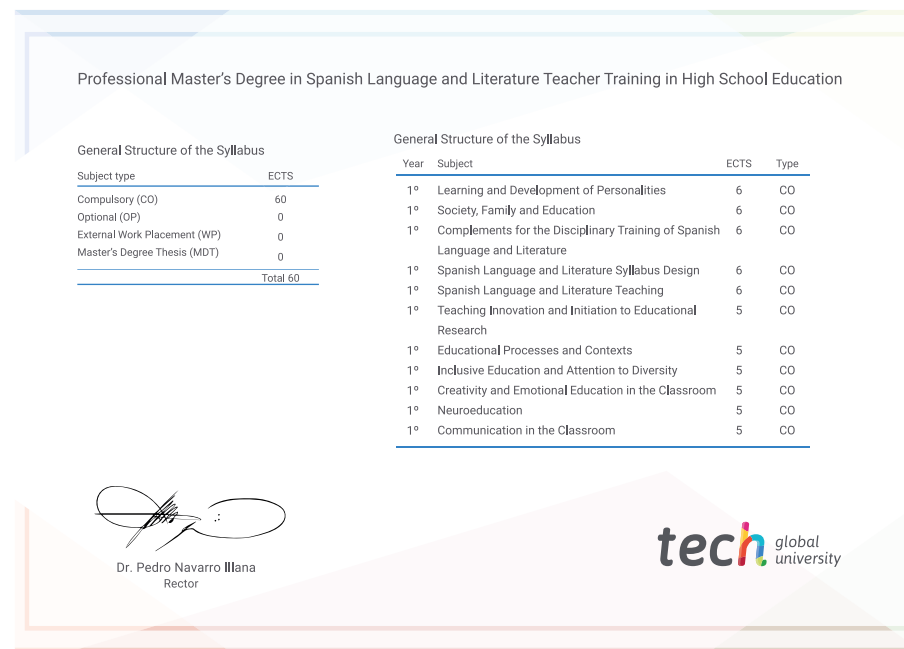 Professional Master's Degree in Spanish Language and Literature Teacher Training in High School Education
General Structure of the Syllabus
Subject type ECTS
Compulsory (CO) 60
Optional (OP) 0
External Work Placement (WP) 0
Master's Degree Thesis (MDT) 0
Total 60
General Structure of the Syllabus
Year Subject ECTS Type
1º Learning and Development of Personalities 6 CO
1º Society, Family and Education 6 CO
1º Complements for the Disciplinary Training of Spanish 6 CO
Language and Literature
1º Spanish Language and Literature Syllabus Design 6 CO
1º Spanish Language and Literature Teaching 6 CO
1º Teaching Innovation and Initiation to Educational 5 CO
Research
1º Educational Processes and Contexts 5 CO
1º Inclusive Education and Attention to Diversity 5 CO
1º Creativity and Emotional Education in the Classroom 5 CO
1º Neuroeducation 5 CO
1º Communication in the Classroom 5 CO
Dr. Pedro Navarro Illana
Rector
tech global
university